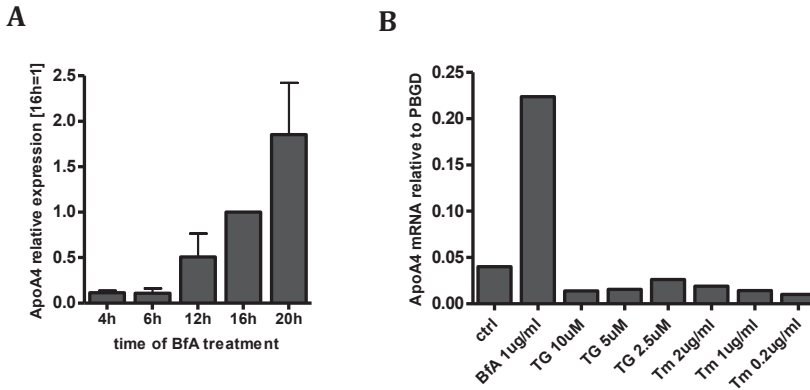 A
ApoA4 relative expression [16h=1]
2.5
2.0
1.5
1.0
0.5
0.0
4h 6h 12h 16h 20h
time of BfA treatment
B
ApoA4 mRNA relative to PBGD
0.25
0.20
0.15
0.10
0.05
0.00
ctrl
BfA 1ug/ml
TG 10uM
TG 5uM
TG 2.5uM
Tm 2ug/ml
Tm 1ug/ml
Tm 0.2ug/ml